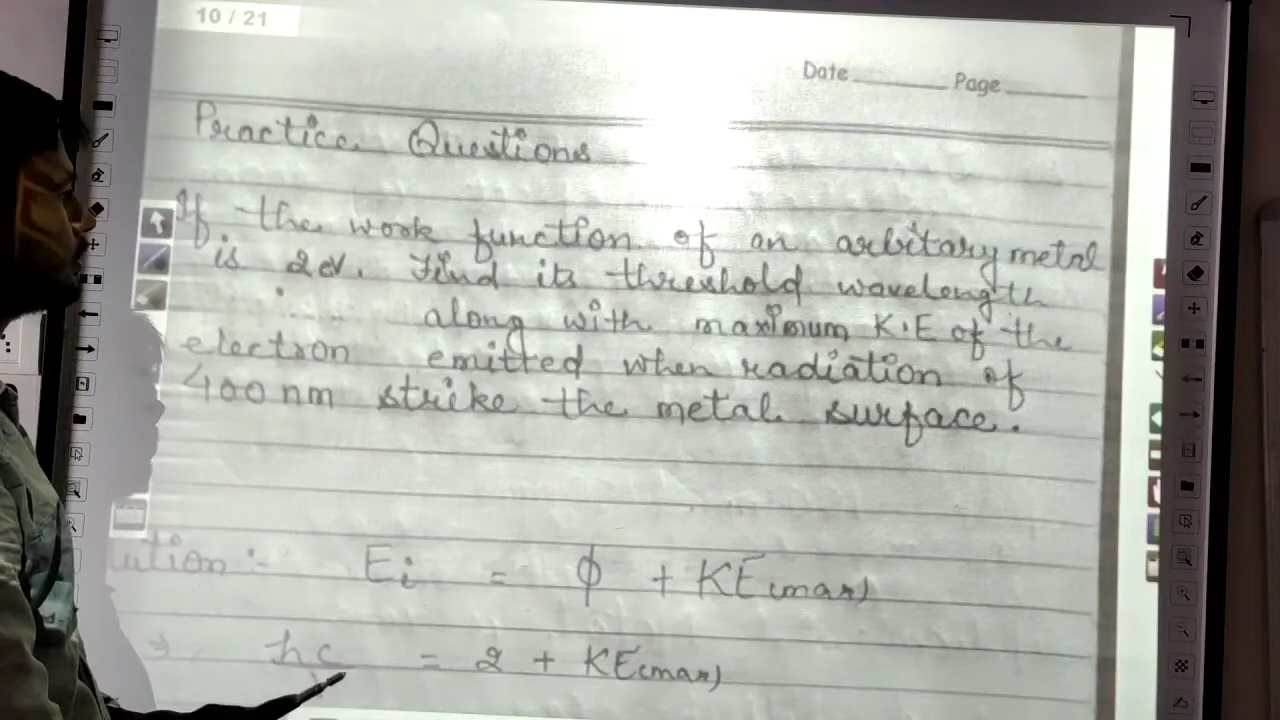 10 / 21
Date Page
Practice Questions
If the work function of an arbitary metal
is 2eV. Find its threshold wavelength
along with maximum K.E of the
electron emitted when radiation of
400 nm strike the metal surface.
lution :- Ei = ϕ + KE(max)
⇒ hc = 2 + KE(max)